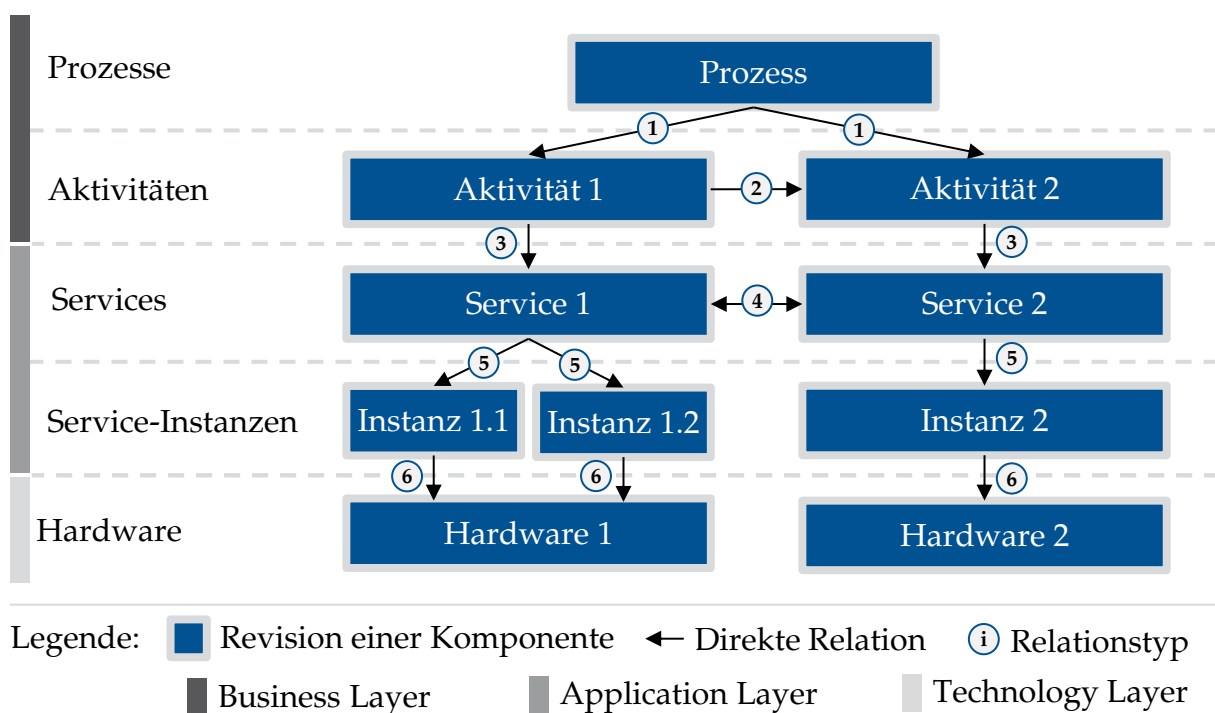 Prozesse
Prozess
1 1
Aktivitäten
Aktivität 1
2
Aktivität 2
3 3
Services
Service 1
4
Service 2
5 5 5
Service-Instanzen
Instanz 1.1
Instanz 1.2
Instanz 2
6 6 6
Hardware
Hardware 1
Hardware 2
Legende: Revision einer Komponente Direkte Relation i Relationstyp
Business Layer Application Layer Technology Layer